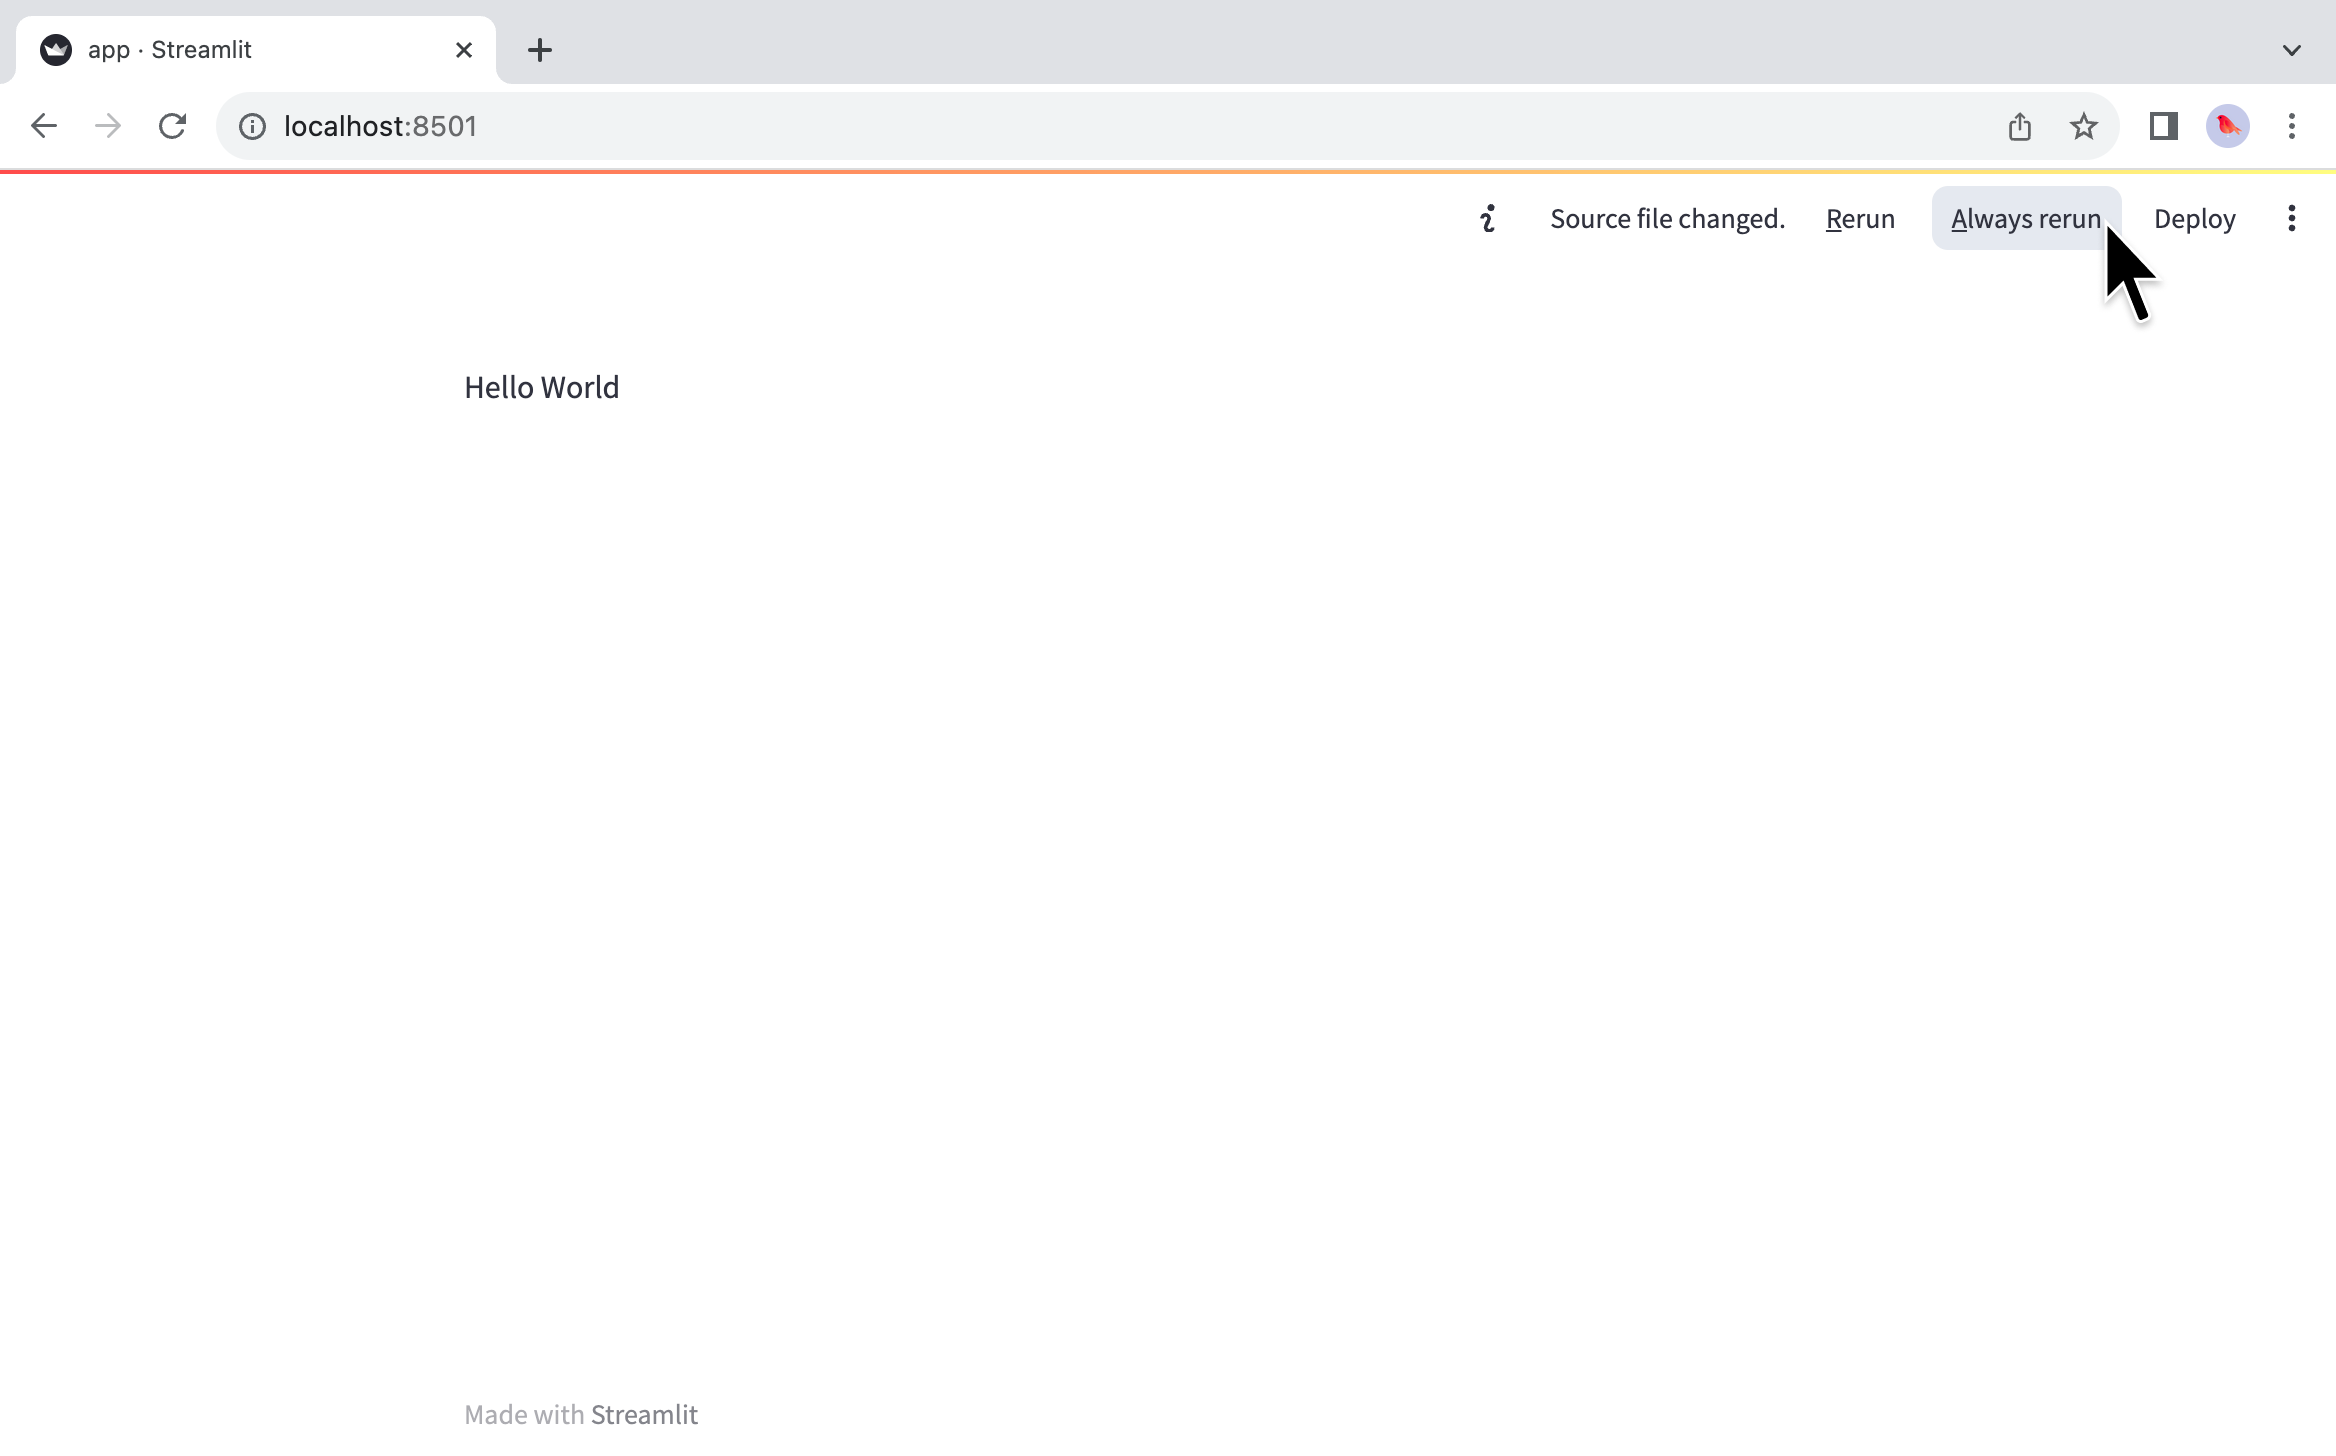 app · Streamlit
localhost:8501
Source file changed. Rerun Always rerun Deploy
Hello World
Made with Streamlit